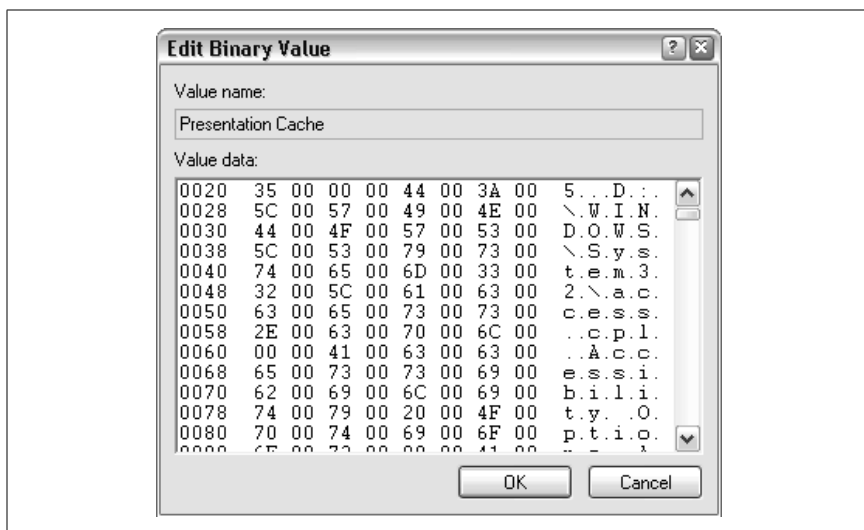 Edit Binary Value
Value name:
Presentation Cache
Value data:
0020 35 00 00 00 44 00 3A 00 5...D.:.
0028 5C 00 57 00 49 00 4E 00 \.W.I.N.
0030 44 00 4F 00 57 00 53 00 D.O.W.S.
0038 5C 00 53 00 79 00 73 00 \.S.y.s.
0040 74 00 65 00 6D 00 33 00 t.e.m.3.
0048 32 00 5C 00 61 00 63 00 2.\.a.c.
0050 63 00 65 00 73 00 73 00 c.e.s.s.
0058 2E 00 63 00 70 00 6C 00 ..c.p.l.
0060 00 00 41 00 63 00 63 00 ..A.c.c.
0068 65 00 73 00 73 00 69 00 e.s.s.i.
0070 62 00 69 00 6C 00 69 00 b.i.l.i.
0078 74 00 79 00 20 00 4F 00 t.y. .O.
0080 70 00 74 00 69 00 6F 00 p.t.i.o.
OK Cancel